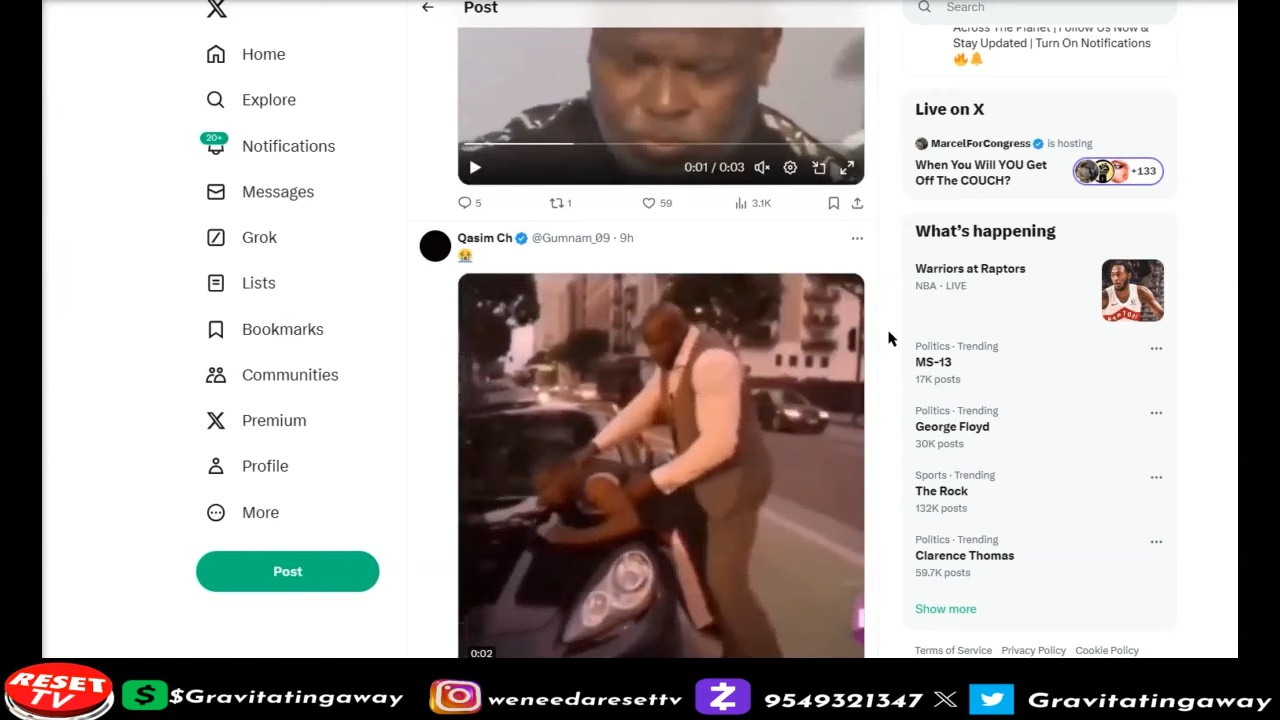 Post
Search
Home
Explore
20+
Notifications
Messages
Grok
Lists
Bookmarks
Communities
Premium
Profile
More
Post
0:01 / 0:03
5
1
59
3.1K
Qasim Ch @Gumnam_09 · 9h
😭
0:02
Across The Planet | Follow Us Now &
Stay Updated | Turn On Notifications
🔥🔔
Live on X
MarcelForCongress is hosting
When You Will YOU Get
Off The COUCH?
+133
What's happening
Warriors at Raptors
NBA · LIVE
Politics · Trending
MS-13
17K posts
Politics · Trending
George Floyd
30K posts
Sports · Trending
The Rock
132K posts
Politics · Trending
Clarence Thomas
59.7K posts
Show more
Terms of Service Privacy Policy Cookie Policy
RESET
TV
$Gravitatingaway
weneedaresettv
9549321347
Gravitatingaway